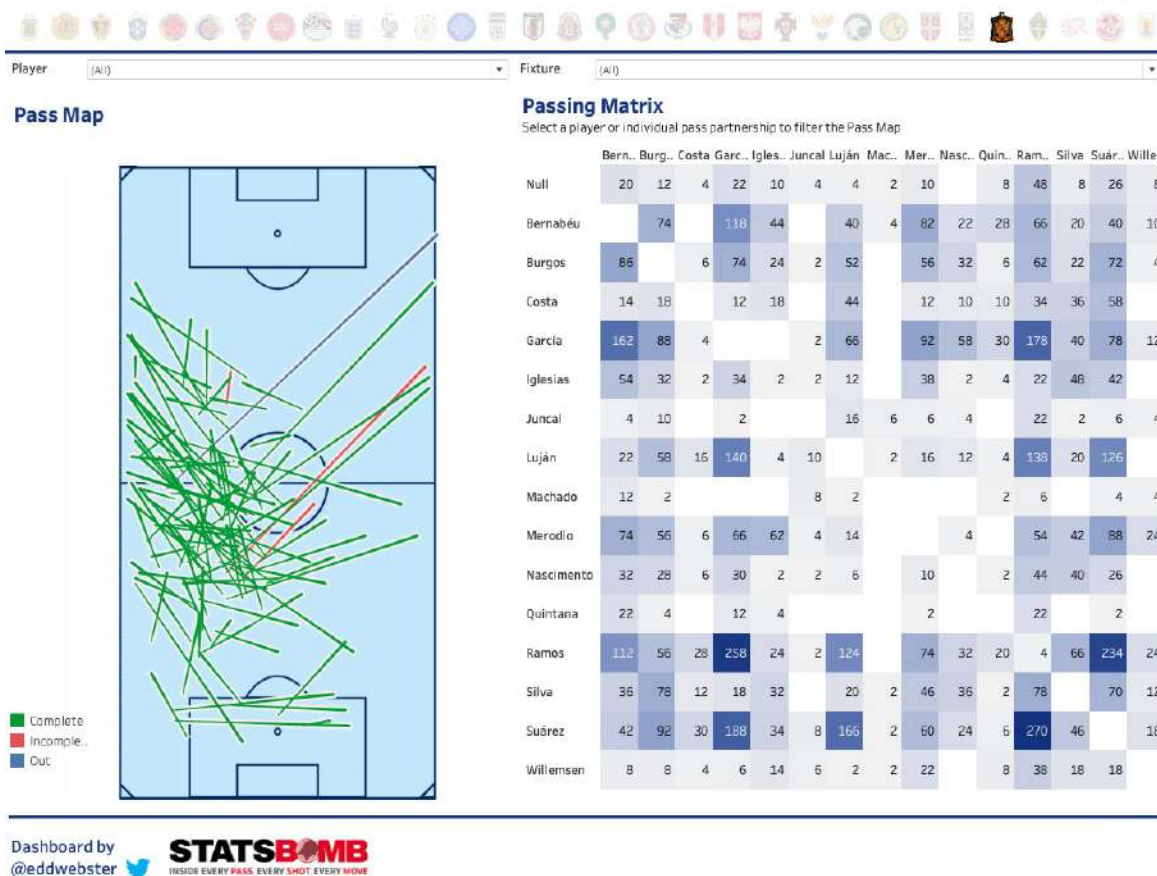 Player (All) Fixture (All)
Pass Map
Passing Matrix
Select a player or individual pass partnership to filter the Pass Map
Bern.. Burg.. Costa Garc.. Igles.. Juncal Luján Mac.. Mer.. Nasc.. Quin.. Ram.. Silva Suár.. Wille
Null 20 12 4 22 10 4 4 2 10 8 48 8 26 8
Bernabéu 74 118 44 40 4 82 22 28 66 20 40 10
Burgos 86 6 74 24 2 52 56 32 6 62 22 72 4
Costa 14 18 12 18 44 12 10 10 34 36 58
García 162 88 4 2 66 92 58 30 178 40 78 12
Iglesias 54 32 2 34 2 2 12 38 2 4 22 48 42
Juncal 4 10 2 16 6 6 4 22 2 6 4
Luján 22 58 16 140 4 10 2 16 12 4 138 20 126
Machado 12 2 8 2 2 6 4 4
Merodio 74 56 6 66 62 4 14 4 54 42 88 24
Nascimento 32 28 6 30 2 2 6 10 2 44 40 26
Quintana 22 4 12 4 2 22 2
Ramos 112 56 28 258 24 2 124 74 32 20 4 66 234 24
Silva 36 78 12 18 32 20 2 46 36 2 78 70 12
Suárez 42 92 30 188 34 8 166 2 60 24 6 270 46 18
Willemsen 8 8 4 6 14 6 2 2 22 8 38 18 18
Complete
Incomple..
Out
Dashboard by
@eddwebster
STATSBOMB
INSIDE EVERY PASS, EVERY SHOT, EVERY MOVE